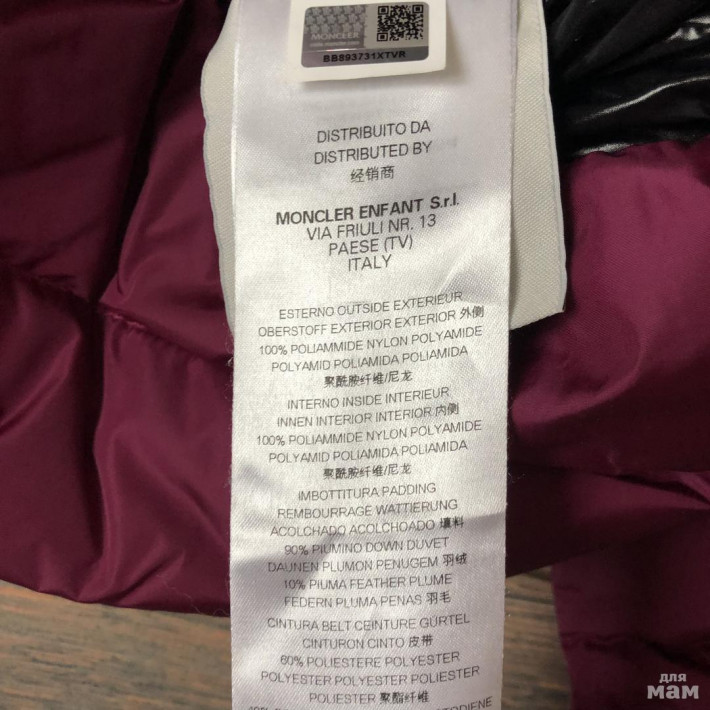 MONCLER
BB893731XTVR
DISTRIBUITO DA
DISTRIBUTED BY
经销商
MONCLER ENFANT S.r.l.
VIA FRIULI NR. 13
PAESE (TV)
ITALY
ESTERNO OUTSIDE EXTERIEUR
OBERSTOFF EXTERIOR EXTERIOR 外侧
100% POLIAMMIDE NYLON POLYAMIDE
POLYAMID POLIAMIDA POLIAMIDA
聚酰胺纤维/尼龙
INTERNO INSIDE INTERIEUR
INNEN INTERIOR INTERIOR 内侧
100% POLIAMMIDE NYLON POLYAMIDE
POLYAMID POLIAMIDA POLIAMIDA
聚酰胺纤维/尼龙
IMBOTTITURA PADDING
REMBOURRAGE WATTIERUNG
ACOLCHADO ACOLCHOADO 填料
90% PIUMINO DOWN DUVET
DAUNEN PLUMON PENUGEM 羽绒
10% PIUMA FEATHER PLUME
FEDERN PLUMA PENAS 羽毛
CINTURA BELT CEINTURE GÜRTEL
CINTURON CINTO 皮带
60% POLIESTERE POLYESTER
POLYESTER POLYESTER POLIESTER
POLIESTER 聚酯纤维
для
мам